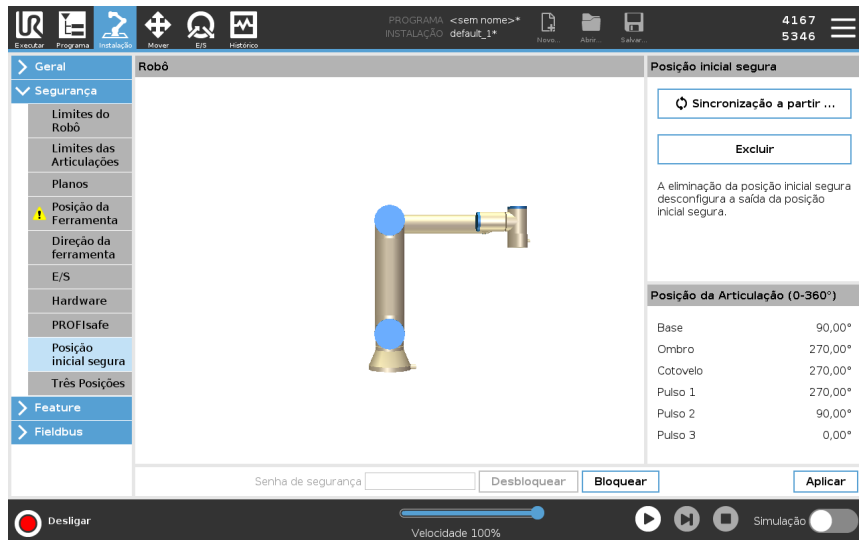 PROGRAMA <sem nome>*
INSTALAÇÃO default_1*
Executar
Programa
Instalação
Mover
E/S
Histórico
Novo...
Abrir...
Salvar...
4167
5346
Geral
Segurança
Limites do
Robô
Limites das
Articulações
Planos
Posição da
Ferramenta
Direção da
ferramenta
E/S
Hardware
PROFIsafe
Posição
inicial segura
Três Posições
Feature
Fieldbus
Robô
Posição inicial segura
Sincronização a partir ...
Excluir
A eliminação da posição inicial segura
desconfigura a saída da posição
inicial segura.
Posição da Articulação (0-360°)
Base 90,00°
Ombro 270,00°
Cotovelo 270,00°
Pulso 1 270,00°
Pulso 2 90,00°
Pulso 3 0,00°
Senha de segurança
Desbloquear
Bloquear
Aplicar
Desligar
Velocidade 100%
Simulação